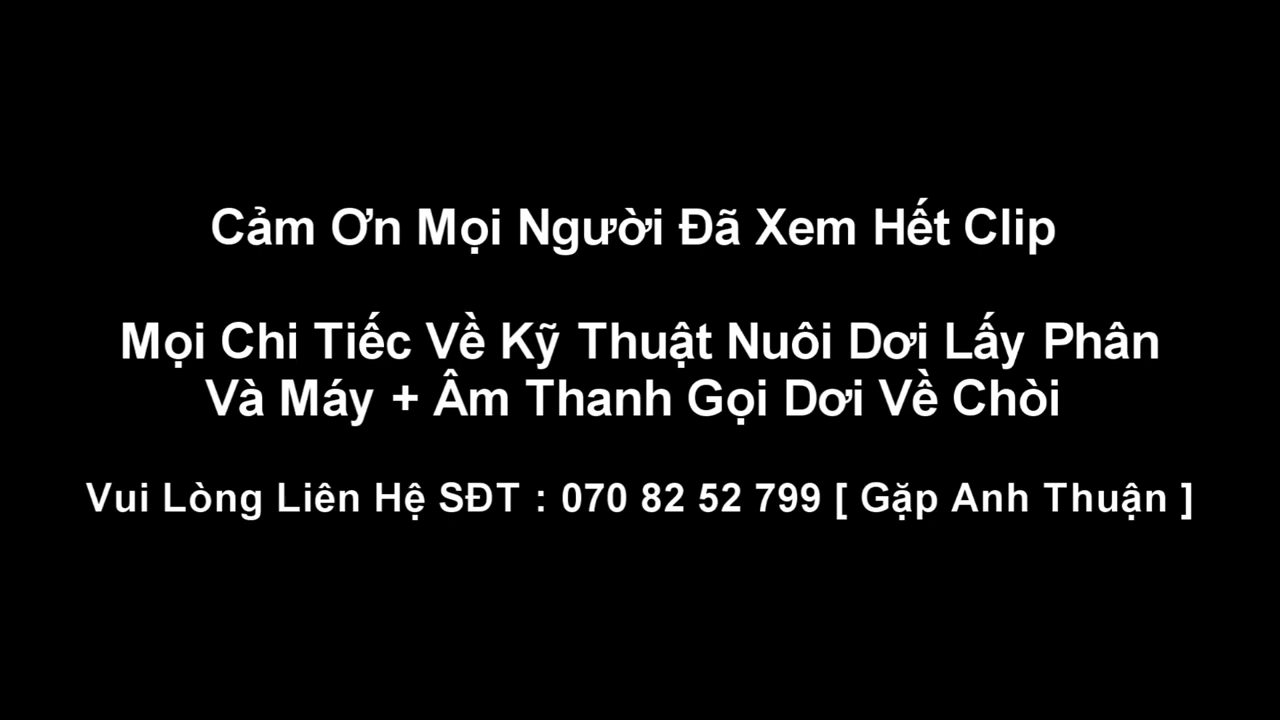 Cảm Ơn Mọi Người Đã Xem Hết Clip
Mọi Chi Tiếc Về Kỹ Thuật Nuôi Dơi Lấy Phân
Và Máy + Âm Thanh Gọi Dơi Về Chòi
Vui Lòng Liên Hệ SĐT : 070 82 52 799 [ Gặp Anh Thuận ]